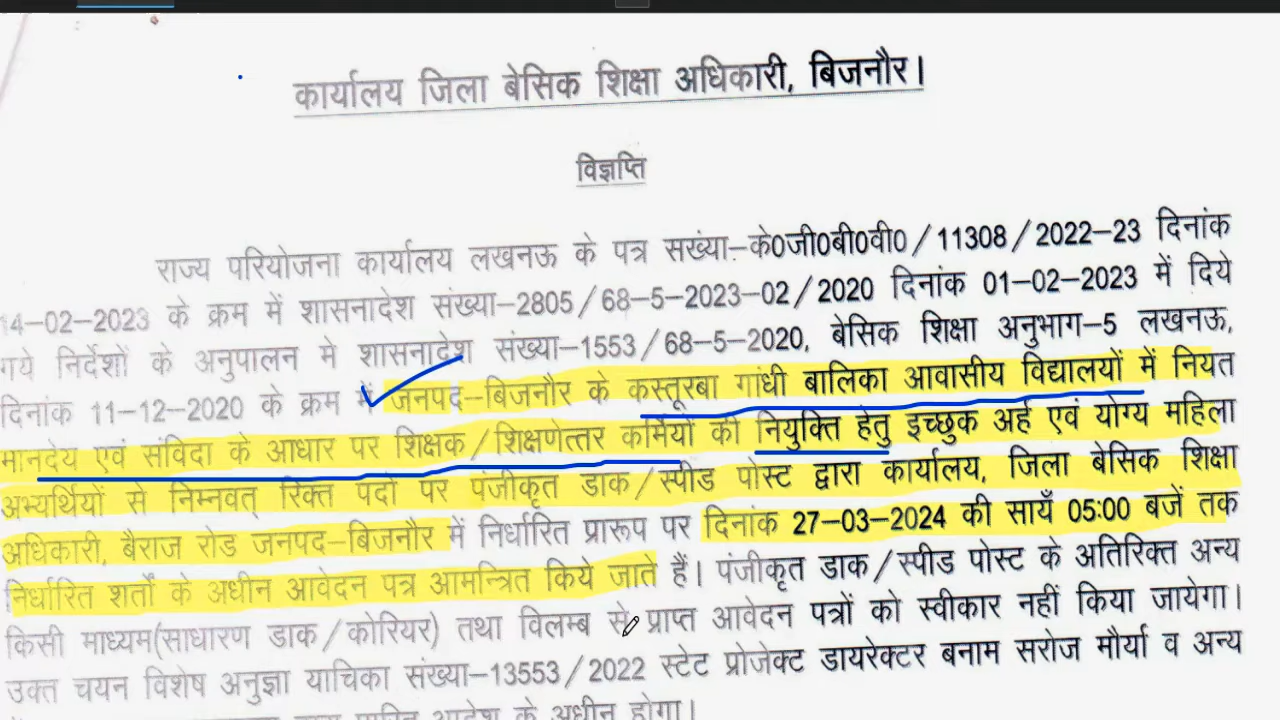 कार्यालय जिला बेसिक शिक्षा अधिकारी, बिजनौर।
विज्ञप्ति
राज्य परियोजना कार्यालय लखनऊ के पत्र सख्या-के0जी0बी0वी0/11308/2022-23 दिनांक
14-02-2023 के क्रम में शासनादेश संख्या-2805/68-5-2023-02/2020 दिनांक 01-02-2023 में दिये
गये निर्देशों के अनुपालन मे शासनादेश संख्या-1553/68-5-2020, बेसिक शिक्षा अनुभाग-5 लखनऊ,
दिनांक 11-12-2020 के क्रम में जनपद-बिजनौर के कस्तूरबा गांधी बालिका आवासीय विद्यालयों में नियत
मानदेय एवं संविदा के आधार पर शिक्षक/शिक्षणेत्तर कर्मियों की नियुक्ति हेतु इच्छुक अर्ह एवं योग्य महिला
अभ्यर्थियों से निम्नवत् रिक्त पदों पर पंजीकृत डाक/स्पीड पोस्ट द्वारा कार्यालय, जिला बेसिक शिक्षा
अधिकारी, बैराज रोड जनपद-बिजनौर में निर्धारित प्रारूप पर दिनांक 27-03-2024 की सायँ 05:00 बजें तक
निर्धारित शर्तों के अधीन आवेदन पत्र आमन्त्रित किये जाते हैं। पंजीकृत डाक/स्पीड पोस्ट के अतिरिक्त अन्य
किसी माध्यम(साधारण डाक/कोरियर) तथा विलम्ब से प्राप्त आवेदन पत्रों को स्वीकार नहीं किया जायेगा।
उक्त चयन विशेष अनुज्ञा याचिका संख्या-13553/2022 स्टेट प्रोजेक्ट डायरेक्टर बनाम सरोज मौर्या व अन्य
आदेश के अधीन होगा।